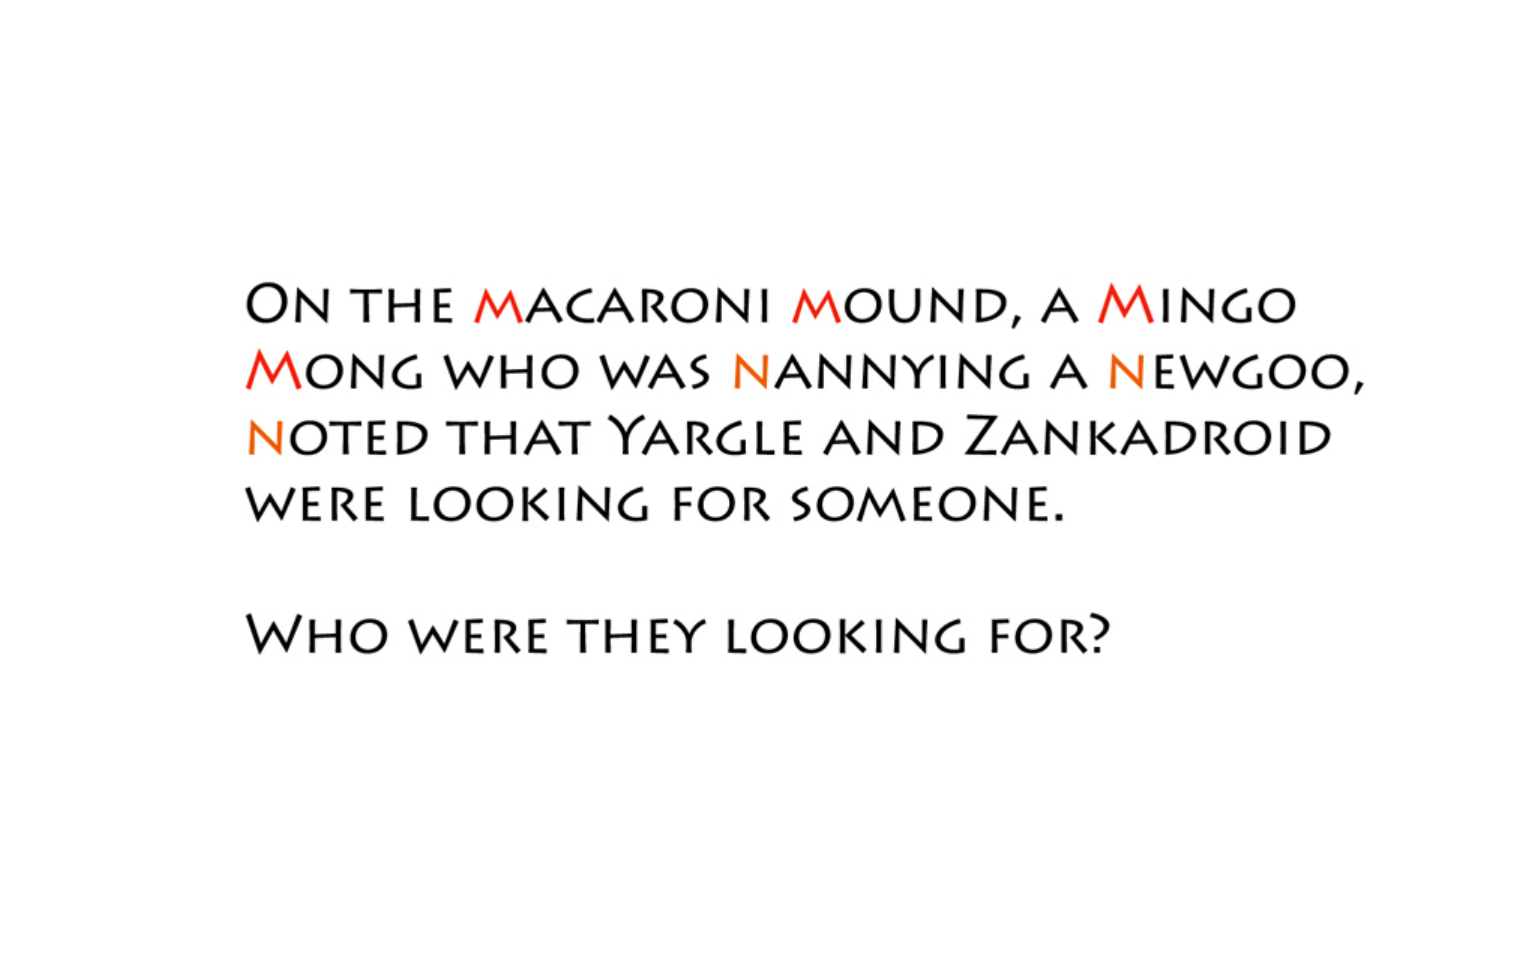 On the macaroni mound, a Mingo
Mong who was nannying a newgoo,
noted that Yargle and Zankadroid
were looking for someone.
Who were they looking for?